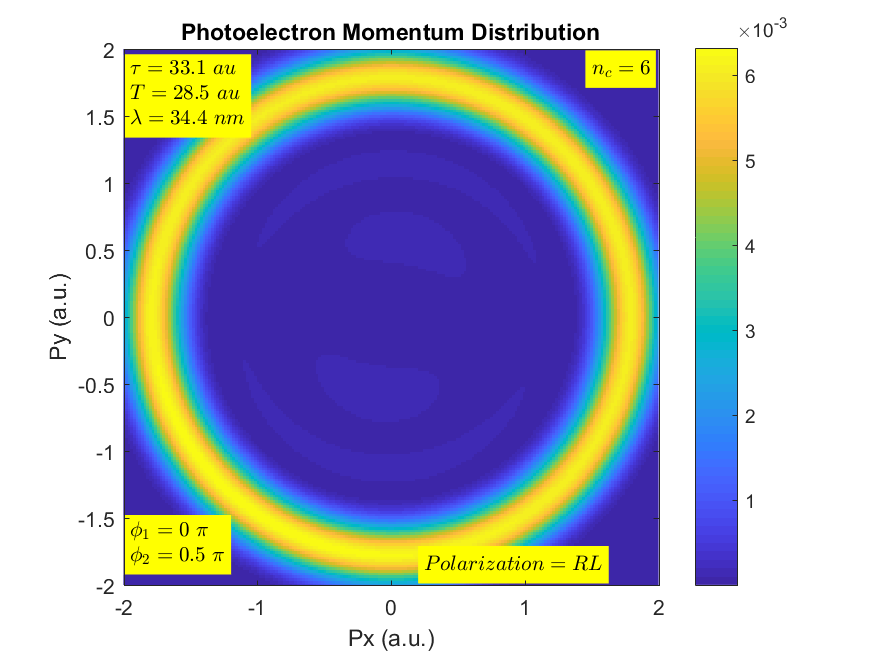 Photoelectron Momentum Distribution
×10⁻³
τ = 33.1 au
T = 28.5 au
λ = 34.4 nm
n_c = 6
2
1.5
1
0.5
0
-0.5
-1
-1.5
-2
Py (a.u.)
6
5
4
3
2
1
ϕ₁ = 0 π
ϕ₂ = 0.5 π
Polarization = RL
-2
-1
0
1
2
Px (a.u.)